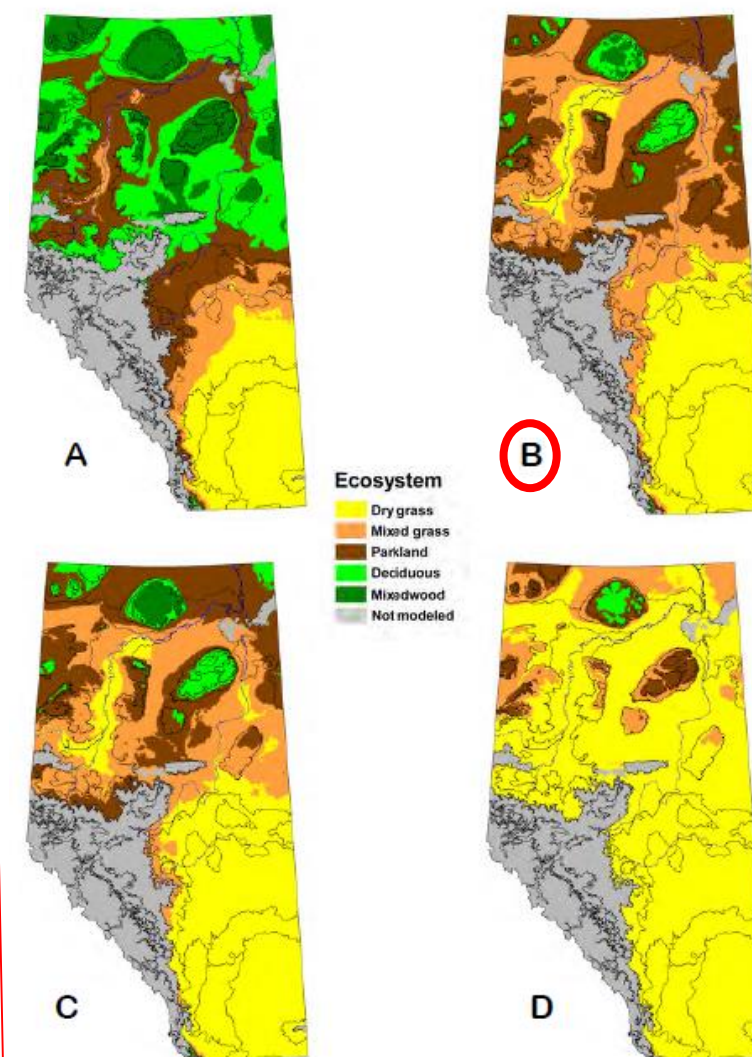 A
B
Ecosystem
Dry grass
Mixed grass
Parkland
Deciduous
Mixedwood
Not modeled
C
D